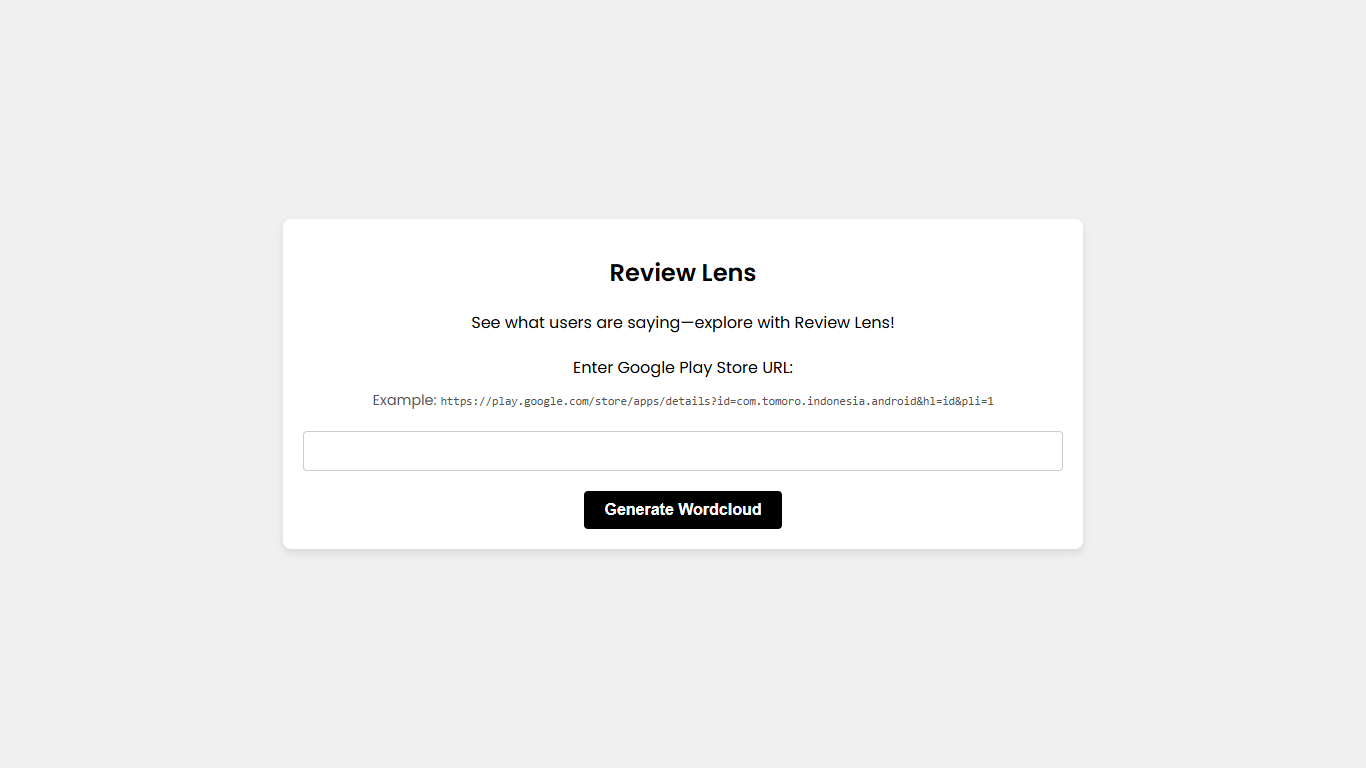 Review Lens
See what users are saying—explore with Review Lens!
Enter Google Play Store URL:
Example: https://play.google.com/store/apps/details?id=com.tomoro.indonesia.android&hl=id&pli=1
Generate Wordcloud